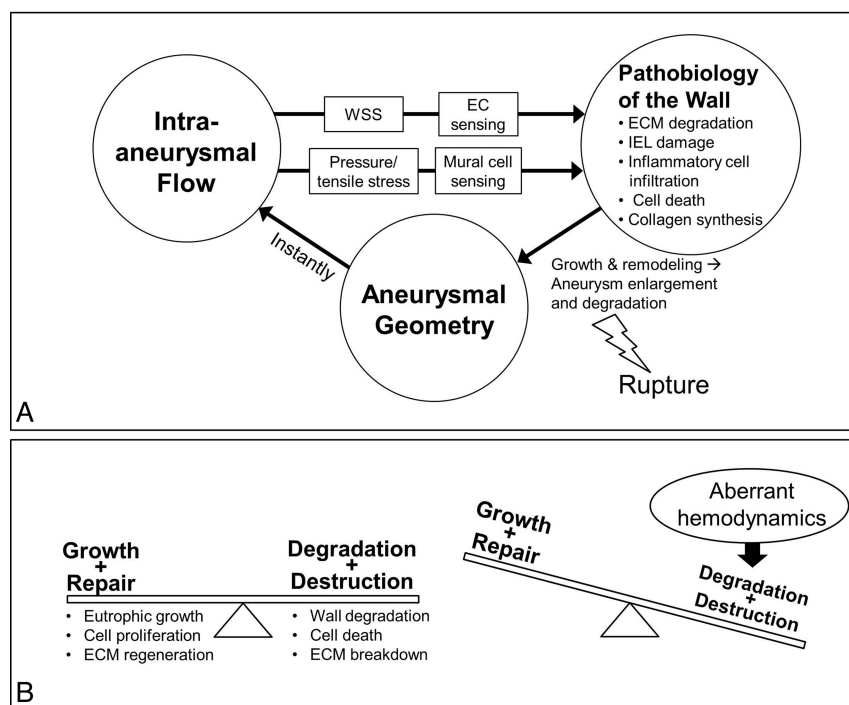 Intra-
aneurysmal
Flow
WSS
EC
sensing
Pressure/
tensile stress
Mural cell
sensing
Pathobiology
of the Wall
• ECM degradation
• IEL damage
• Inflammatory cell
infiltration
• Cell death
• Collagen synthesis
Instantly
Aneurysmal
Geometry
Growth & remodeling →
Aneurysm enlargement
and degradation
Rupture
A
Growth
+
Repair
• Eutrophic growth
• Cell proliferation
• ECM regeneration
Degradation
+
Destruction
• Wall degradation
• Cell death
• ECM breakdown
Growth
+
Repair
Aberrant
hemodynamics
Degradation
+
Destruction
B